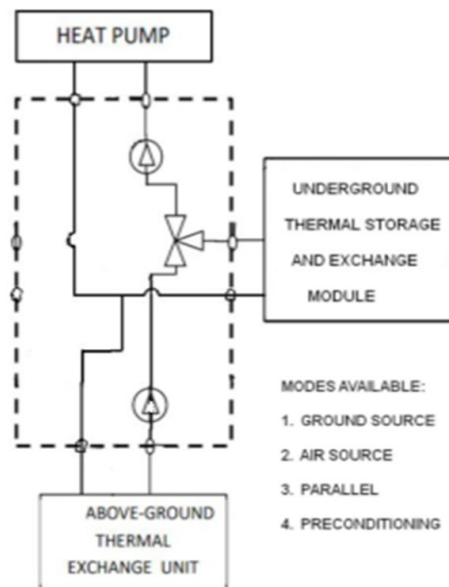 HEAT PUMP
UNDERGROUND
THERMAL STORAGE
AND EXCHANGE
MODULE
MODES AVAILABLE:
1. GROUND SOURCE
2. AIR SOURCE
3. PARALLEL
4. PRECONDITIONING
ABOVE-GROUND
THERMAL
EXCHANGE UNIT